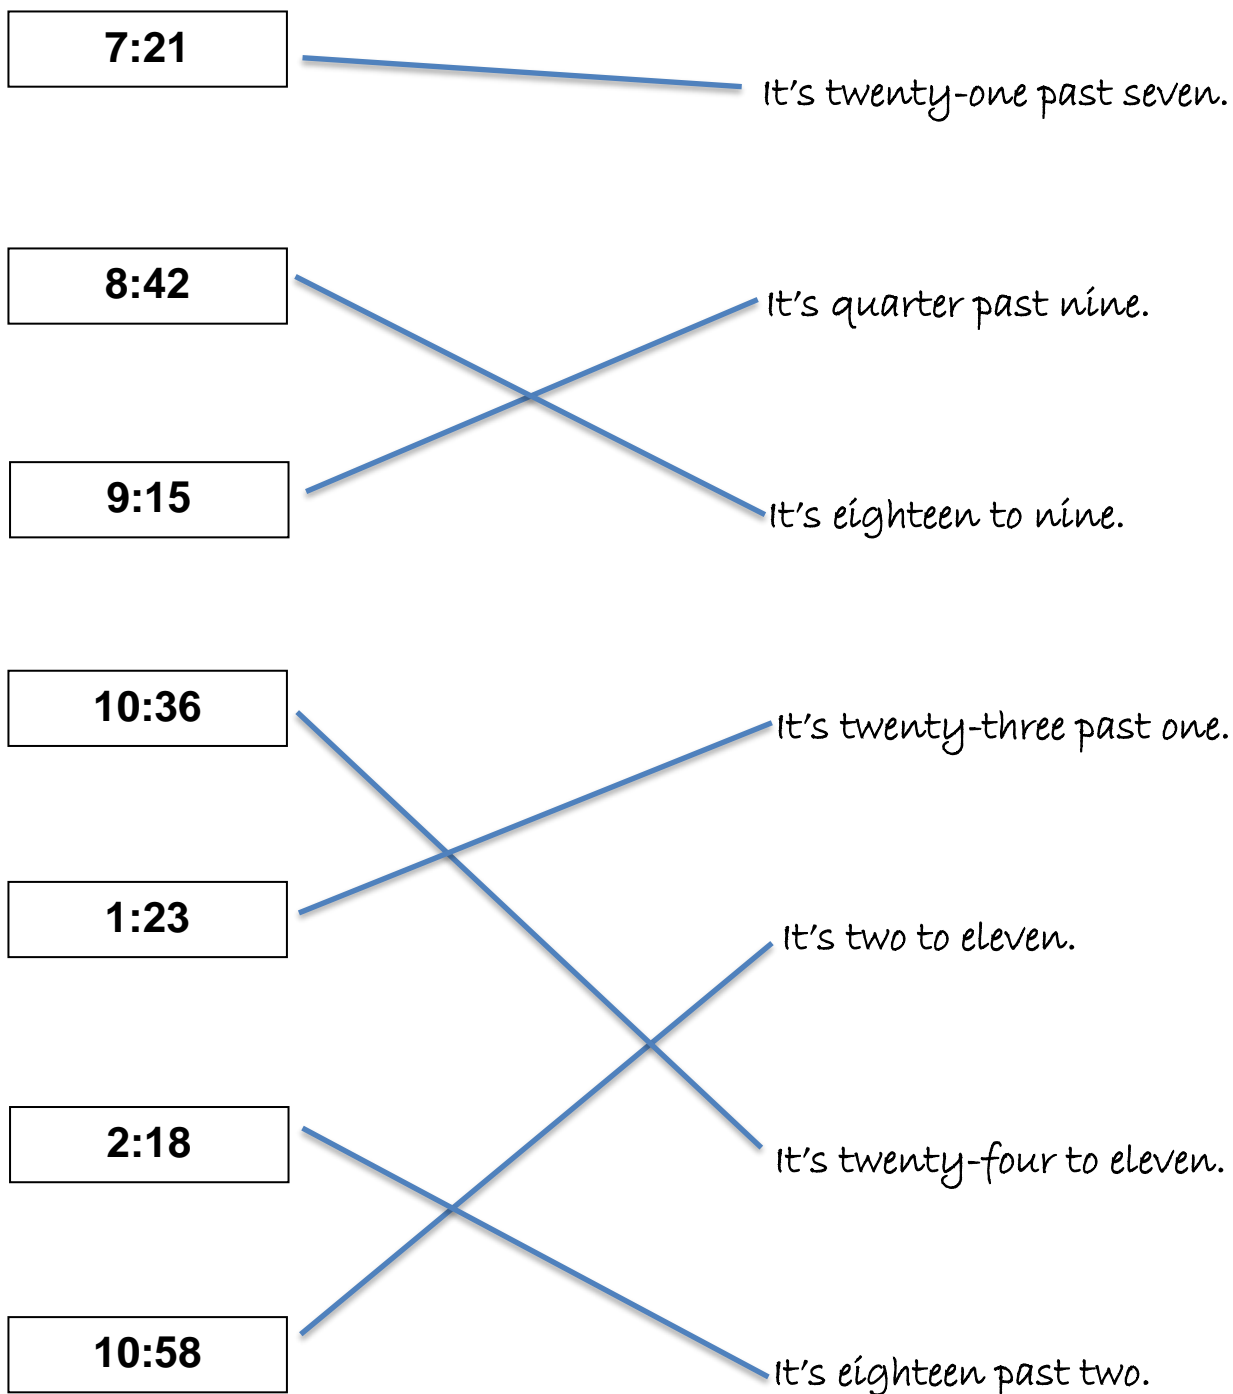 7:21
It's twenty-one past seven.
8:42
It's quarter past nine.
9:15
It's eighteen to nine.
10:36
It's twenty-three past one.
1:23
It's two to eleven.
2:18
It's twenty-four to eleven.
10:58
It's eighteen past two.